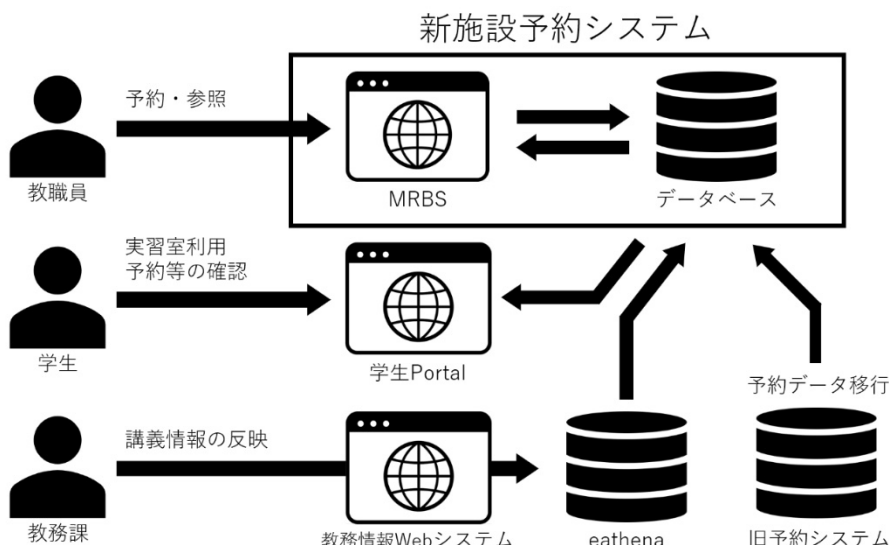 新施設予約システム
予約・参照
教職員
MRBS
データベース
実習室利用
予約等の確認
学生
学生Portal
予約データ移行
講義情報の反映
教務課
教務情報Webシステム
eathena
旧予約システム